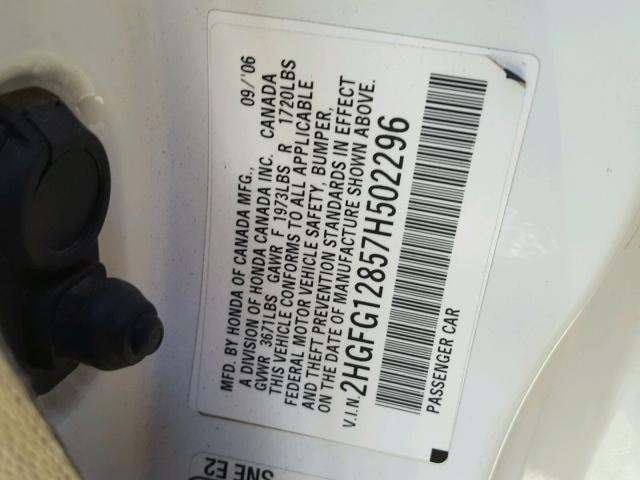 MFD. BY HONDA OF CANADA MFG., 09/'06
A DIVISION OF HONDA CANADA INC. CANADA
GVWR 3671LBS GAWR F 1973LBS R 1720LBS
THIS VEHICLE CONFORMS TO ALL APPLICABLE
FEDERAL MOTOR VEHICLE SAFETY, BUMPER,
AND THEFT PREVENTION STANDARDS IN EFFECT
ON THE DATE OF MANUFACTURE SHOWN ABOVE.
V.I.N. 2HGFG12857H502296
PASSENGER CAR
SNE E2